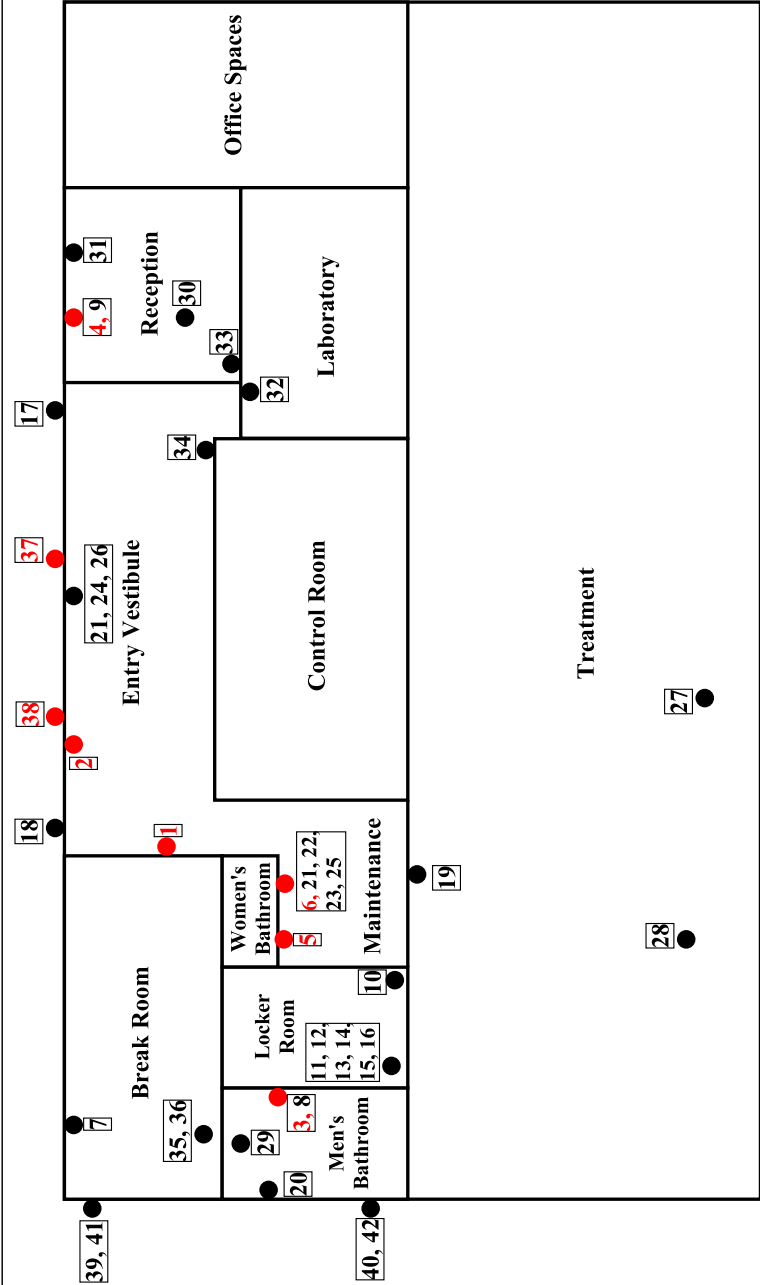 18
38
37
17
39, 41
7
2
21, 24, 26
4, 9
31
Break Room
Entry Vestibule
Reception
1
35, 36
34
30
33
Office Spaces
Women's
Bathroom
Locker
Room
29
32
20
3, 8
5
6, 21, 22,
23, 25
11, 12,
13, 14,
15, 16
Men's
Bathroom
Control Room
Laboratory
40, 42
10
Maintenance
19
Treatment
28
27